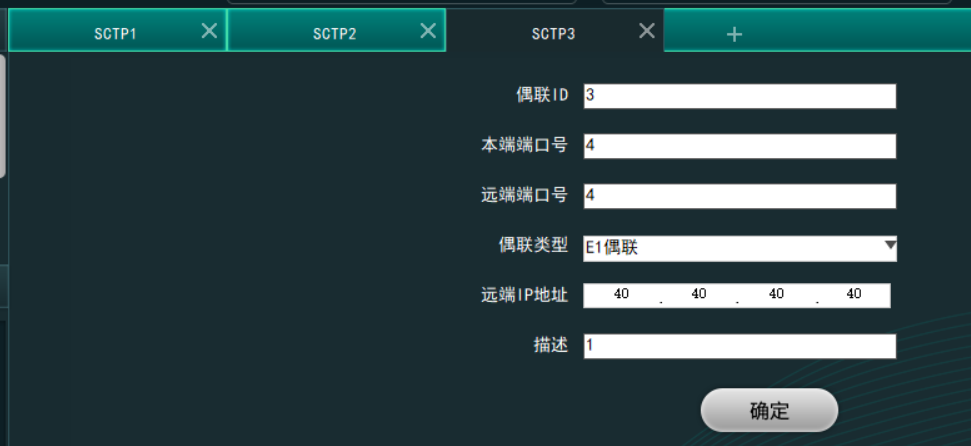 SCTP1 × SCTP2 × SCTP3 × +
偶联ID 3
本端端口号 4
远端端口号 4
偶联类型 E1偶联
远端IP地址 40 . 40 . 40 . 40
描述 1
确定